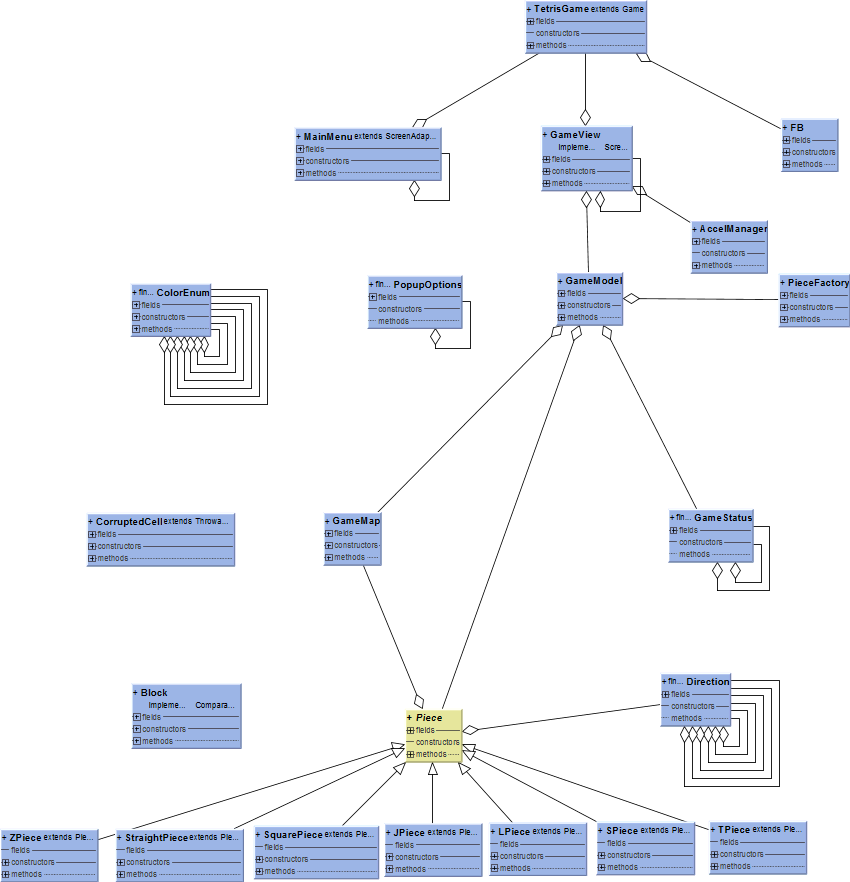 + TetrisGame extends Game
fields
constructors
methods
+ MainMenu extends ScreenAdap...
fields
constructors
methods
+ GameView
Impleme... Scre...
fields
constructors
methods
+ FB
fields
constructors
methods
+ AccelManager
fields
constructors
methods
+ fin... ColorEnum
fields
constructors
methods
+ fin... PopupOptions
fields
constructors
methods
+ GameModel
fields
constructors
methods
+ PieceFactory
fields
constructors
methods
+ CorruptedCell extends Throwa...
fields
constructors
methods
+ GameMap
fields
constructors
methods
+ fin... GameStatus
fields
constructors
methods
+ Block
Impleme... Compara...
fields
constructors
methods
+ Piece
fields
constructors
methods
+ fin... Direction
fields
constructors
methods
+ ZPiece extends Pie...
fields
constructors
methods
+ StraightPiece extends Pie...
fields
constructors
methods
+ SquarePiece extends Pie...
fields
constructors
methods
+ JPiece extends Pie...
fields
constructors
methods
+ LPiece extends Pie...
fields
constructors
methods
+ SPiece extends Pie...
fields
constructors
methods
+ TPiece extends Pie...
fields
constructors
methods